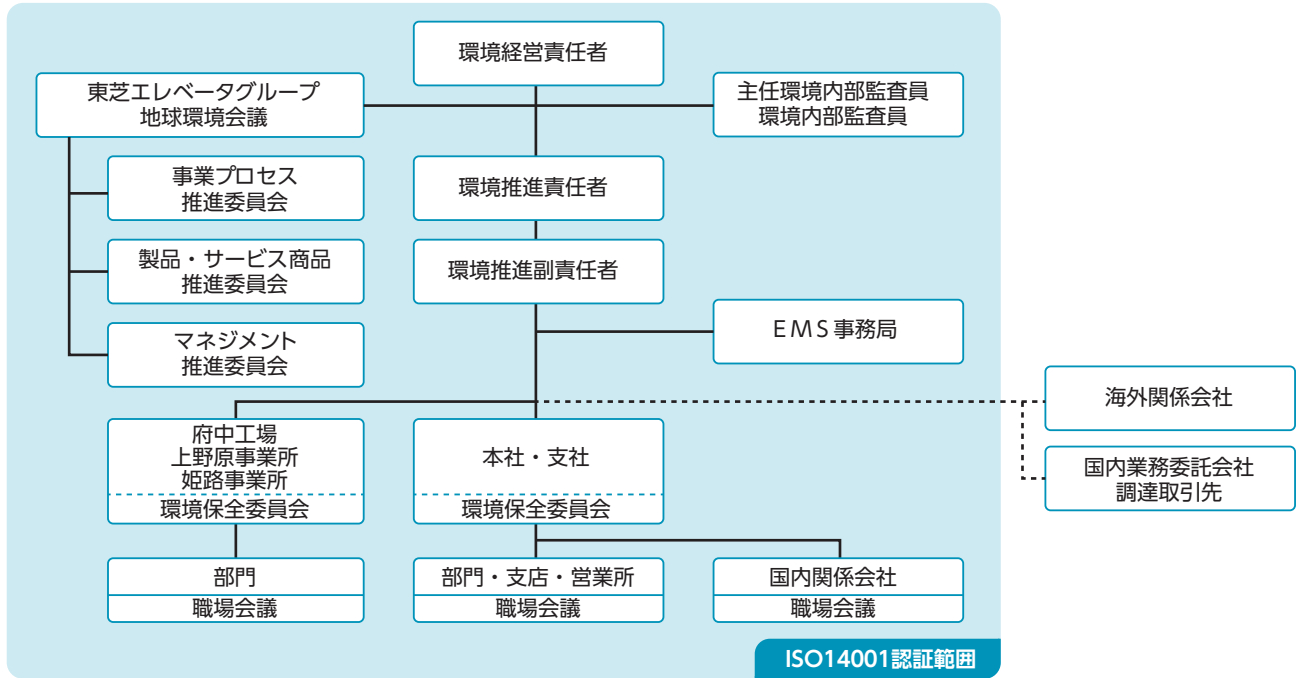 環境経営責任者
東芝エレベータグループ
地球環境会議
主任環境内部監査員
環境内部監査員
事業プロセス
推進委員会
環境推進責任者
製品・サービス商品
推進委員会
環境推進副責任者
マネジメント
推進委員会
EMS事務局
海外関係会社
国内業務委託会社
調達取引先
府中工場
上野原事業所
姫路事業所
環境保全委員会
本社・支社
環境保全委員会
部門
職場会議
部門・支店・営業所
職場会議
国内関係会社
職場会議
ISO14001認証範囲